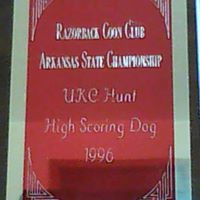 Razorback Coon Club
Arkansas State Championship
UKC Hunt
High Scoring Dog
1996